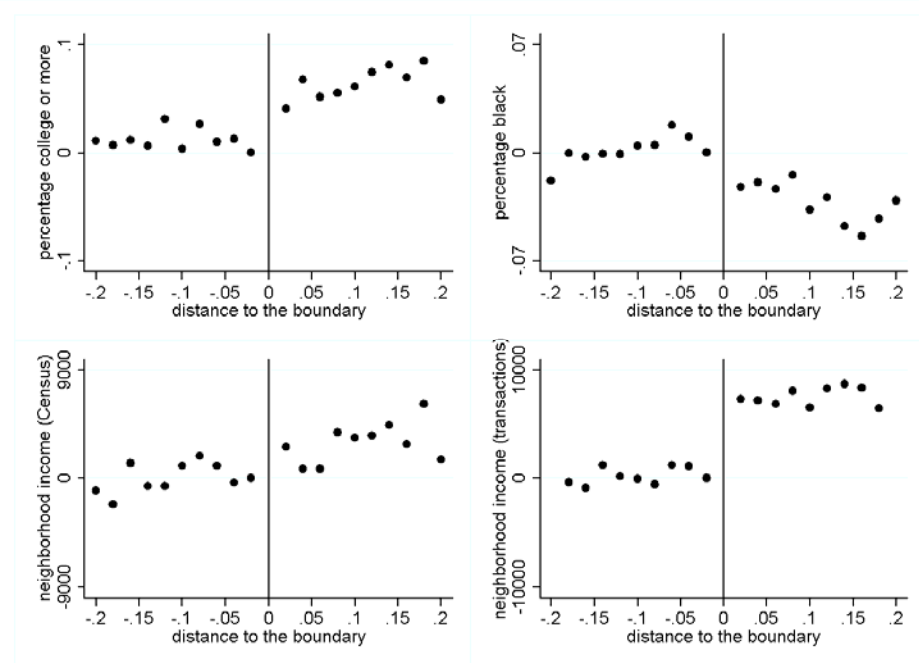 percentage college or more
.1
0
-.1
-.2 -.15 -.1 -.05 0 .05 .1 .15 .2
distance to the boundary
percentage black
.07
0
-.07
-.2 -.15 -.1 -.05 0 .05 .1 .15 .2
distance to the boundary
neighborhood income (Census)
9000
0
-9000
-.2 -.15 -.1 -.05 0 .05 .1 .15 .2
distance to the boundary
neighborhood income (transactions)
10000
0
-10000
-.2 -.15 -.1 -.05 0 .05 .1 .15 .2
distance to the boundary